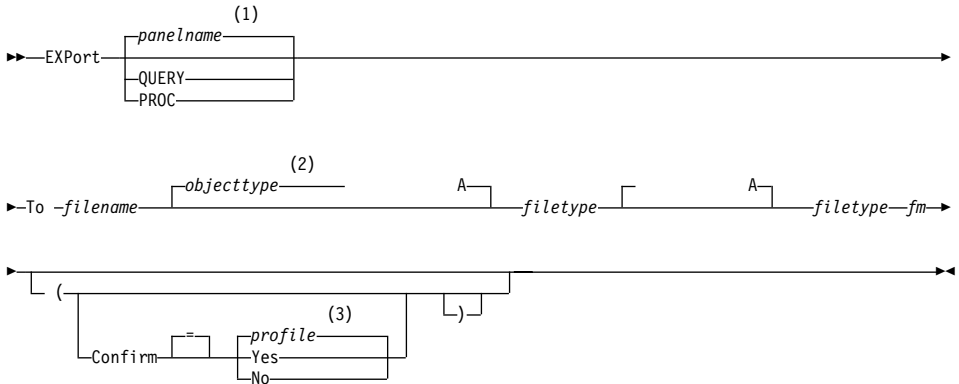 (1)
panelname
EXPort
QUERY
PROC
(2)
objecttype A A
To filename filetype filetype fm
(
)
(3)
= profile
Confirm Yes
No